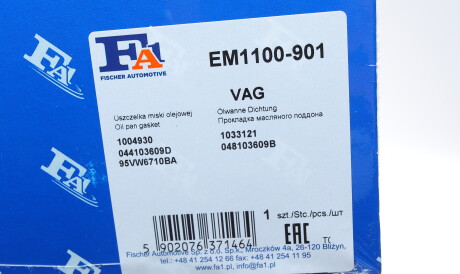 FA1
FISCHER AUTOMOTIVE
EM1100-901
VAG
Uszczelka miski olejowej
Oil pan gasket
Ölwanne Dichtung
Прокладка масляного поддона
1004930
044103609D
95VW6710BA
1033121
048103609B
5 902076 371464
1 szt./Stc./pcs./шт
EAC
Fischer Automotive Sp. z o.o. Sp.k., Mroczków 4a, 26-120 Bliżyn,
tel.: +48 41 254 12 66 fax: +48 41 254 11 95
www.fa1.pl info@fa1.pl
FA1
FA1
FA1